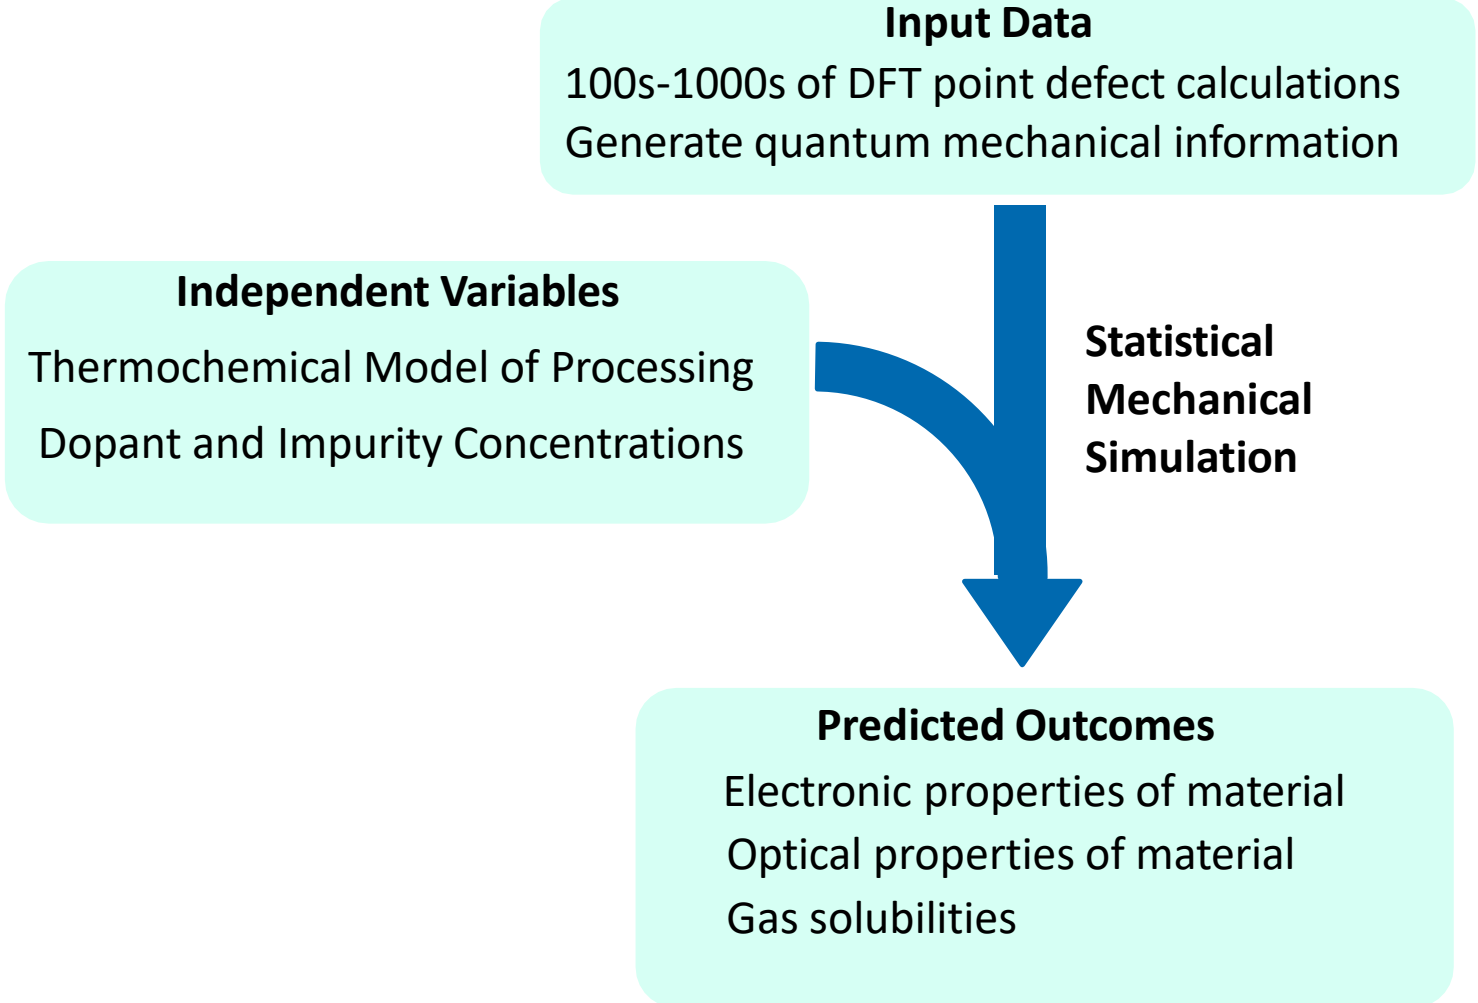 Input Data
100s-1000s of DFT point defect calculations
Generate quantum mechanical information
Independent Variables
Thermochemical Model of Processing
Dopant and Impurity Concentrations
Statistical
Mechanical
Simulation
Predicted Outcomes
Electronic properties of material
Optical properties of material
Gas solubilities